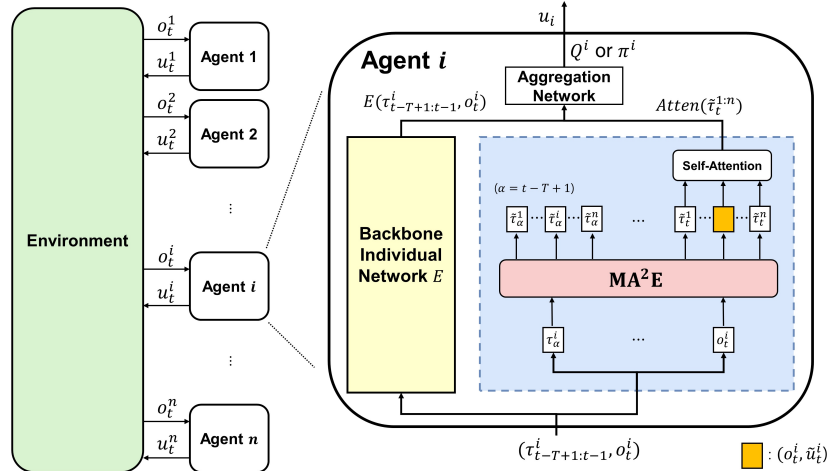 Environment
o_t^1
u_t^1
Agent 1
o_t^2
u_t^2
Agent 2
⋮
o_t^i
u_t^i
Agent i
⋮
o_t^n
u_t^n
Agent n
u_i
Agent i
Q^i or π^i
Aggregation
Network
E(τ_{t−T+1:t−1}^i, o_t^i)
Atten(τ̃_t^{1:n})
Backbone
Individual
Network E
Self-Attention
(α = t − T + 1)
τ̃_α^1 ··· τ̃_α^i ··· τ̃_α^n ... τ̃_t^1 ··· ··· τ̃_t^n
MA²E
τ_α^i ... o_t^i
(τ_{t−T+1:t−1}^i, o_t^i)
: (o_t^i, ũ_t^i)